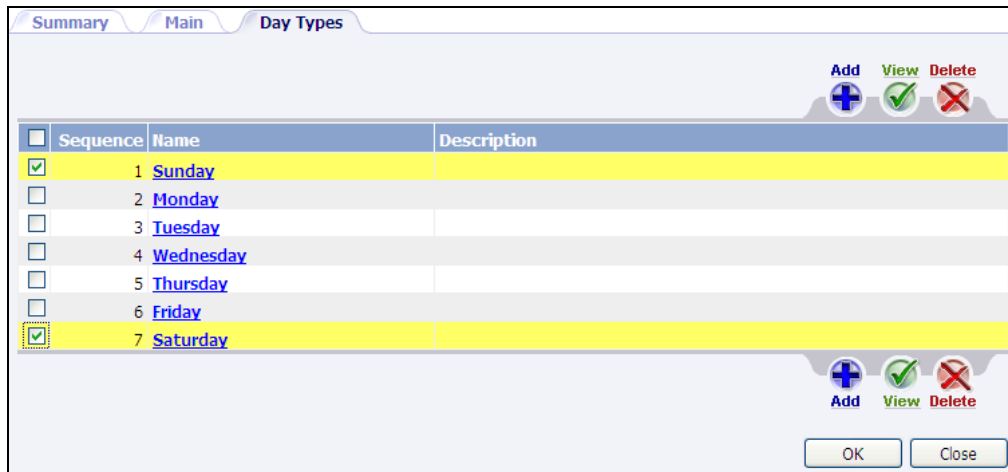 Summary Main Day Types
Add View Delete
Sequence Name Description
1 Sunday
2 Monday
3 Tuesday
4 Wednesday
5 Thursday
6 Friday
7 Saturday
Add View Delete
OK Close